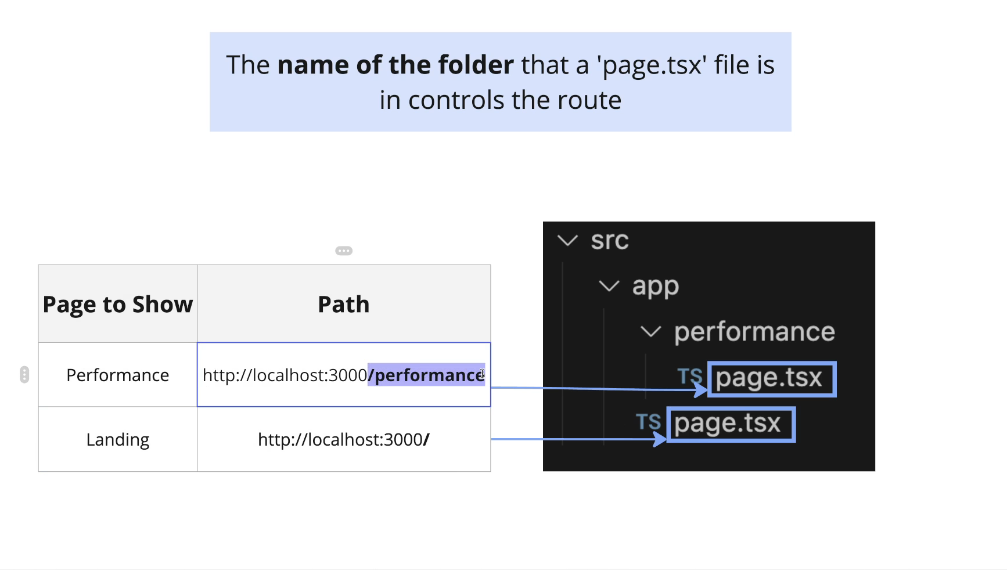 The name of the folder that a 'page.tsx' file is
in controls the route
Page to Show
Path
Performance
http://localhost:3000/performance
Landing
http://localhost:3000/
src
app
performance
TS page.tsx
TS page.tsx